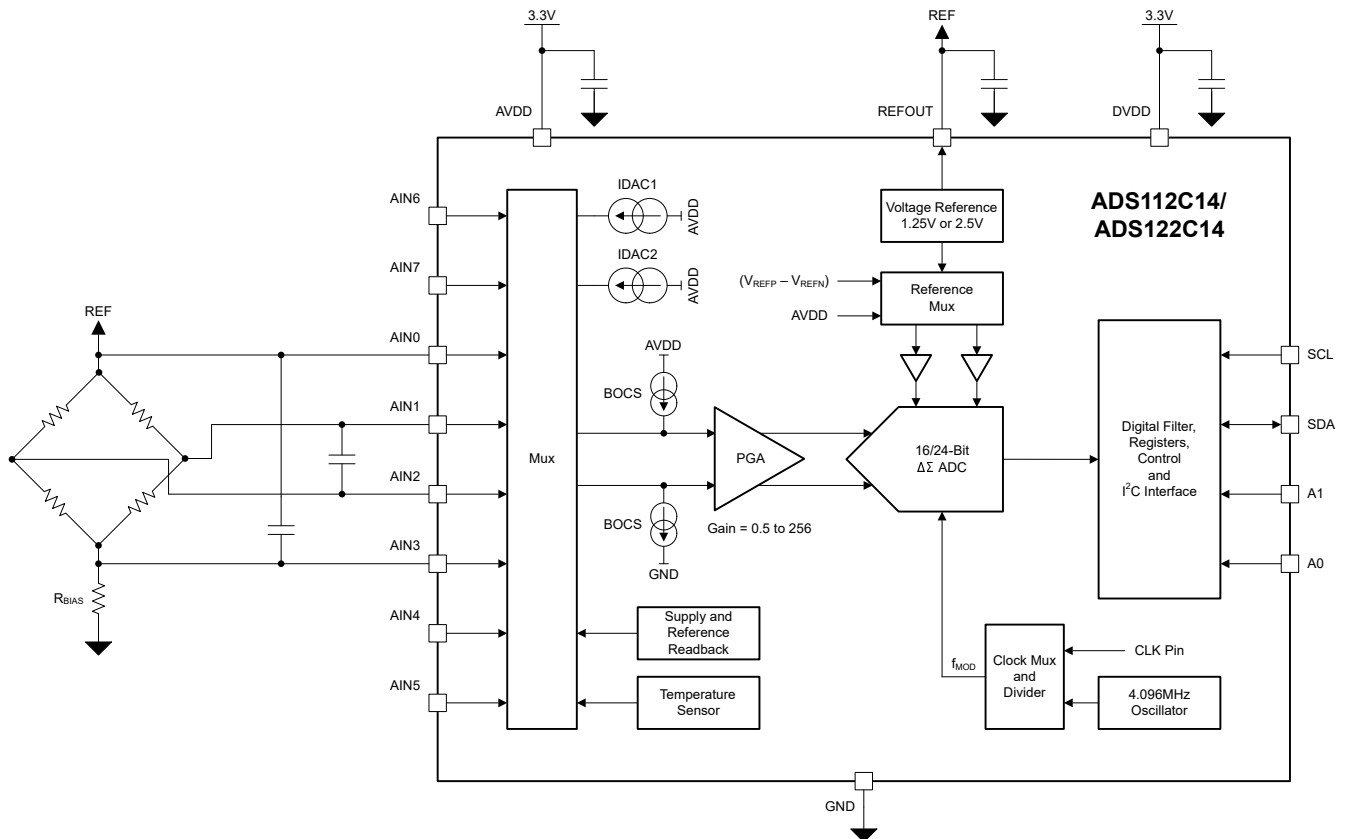 3.3V
REF
3.3V
AVDD
REFOUT
DVDD
ADS112C14/
ADS122C14
AIN6
IDAC1
AVDD
Voltage Reference
1.25V or 2.5V
AIN7
IDAC2
AVDD
(VREFP – VREFN)
Reference
Mux
AVDD
REF
AIN0
AVDD
BOCS
SCL
AIN1
Mux
PGA
16/24-Bit
ΔΣ ADC
Digital Filter,
Registers,
Control
and
I²C Interface
SDA
AIN2
BOCS
Gain = 0.5 to 256
A1
AIN3
GND
A0
RBIAS
AIN4
Supply and
Reference
Readback
fMOD
Clock Mux
and
Divider
CLK Pin
AIN5
Temperature
Sensor
4.096MHz
Oscillator
GND